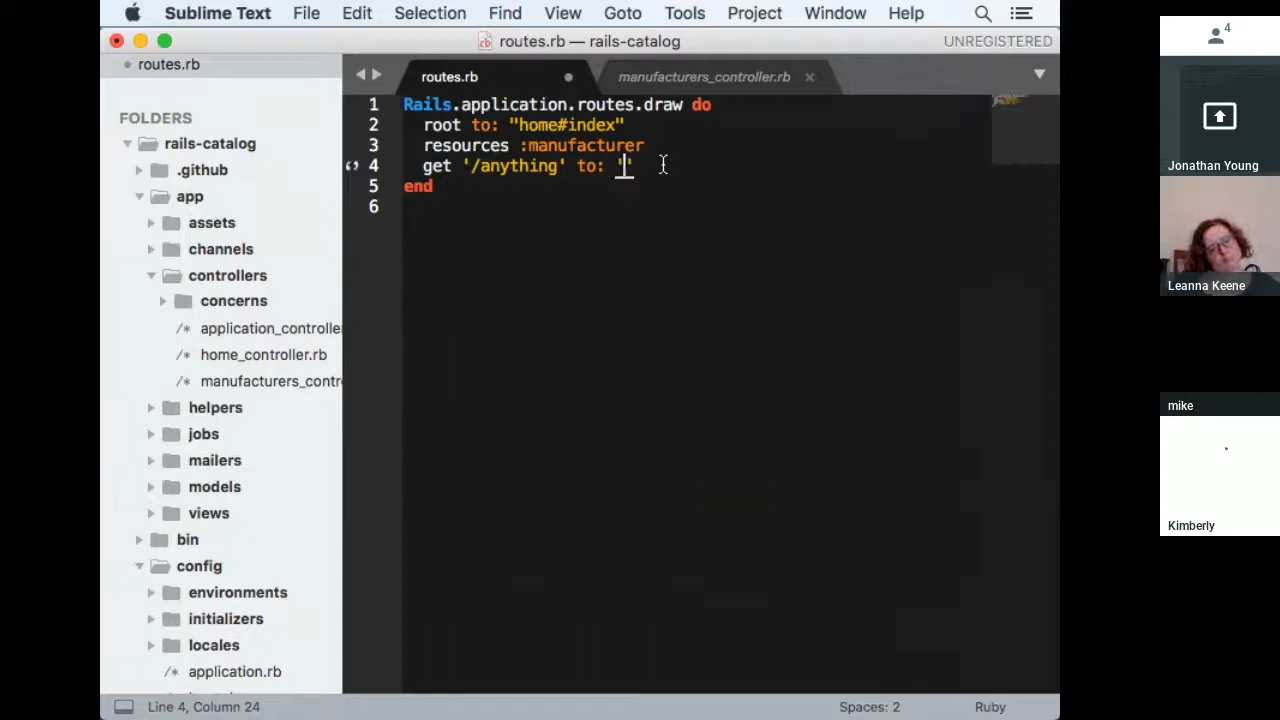 Sublime Text File Edit Selection Find View Goto Tools Project Window Help
routes.rb — rails-catalog
UNREGISTERED
routes.rb
routes.rb
manufacturers_controller.rb
FOLDERS
rails-catalog
.github
app
assets
channels
controllers
concerns
application_controlle
home_controller.rb
manufacturers_contr
helpers
jobs
mailers
models
views
bin
config
environments
initializers
locales
application.rb
1 Rails.application.routes.draw do
2 root to: "home#index"
3 resources :manufacturer
4 get '/anything' to: ''
5 end
6
Line 4, Column 24
Spaces: 2
Ruby
4
Jonathan Young
Leanna Keene
mike
Kimberly